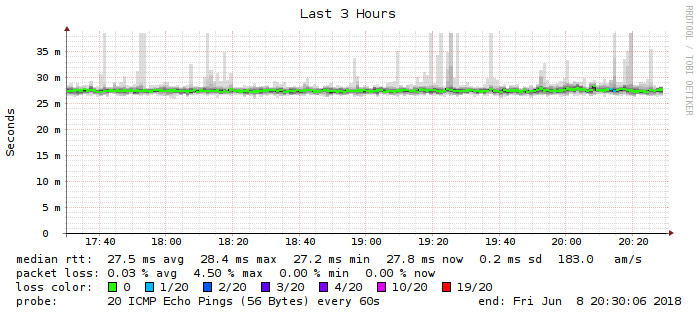 Last 3 Hours
RRDTOOL / TOBI OETIKER
Seconds
35 m
30 m
25 m
20 m
15 m
10 m
5 m
0
17:40 18:00 18:20 18:40 19:00 19:20 19:40 20:00 20:20
median rtt: 27.5 ms avg 28.4 ms max 27.2 ms min 27.8 ms now 0.2 ms sd 183.0 am/s
packet loss: 0.03 % avg 4.50 % max 0.00 % min 0.00 % now
loss color: 0 1/20 2/20 3/20 4/20 10/20 19/20
probe: 20 ICMP Echo Pings (56 Bytes) every 60s end: Fri Jun 8 20:30:06 2018